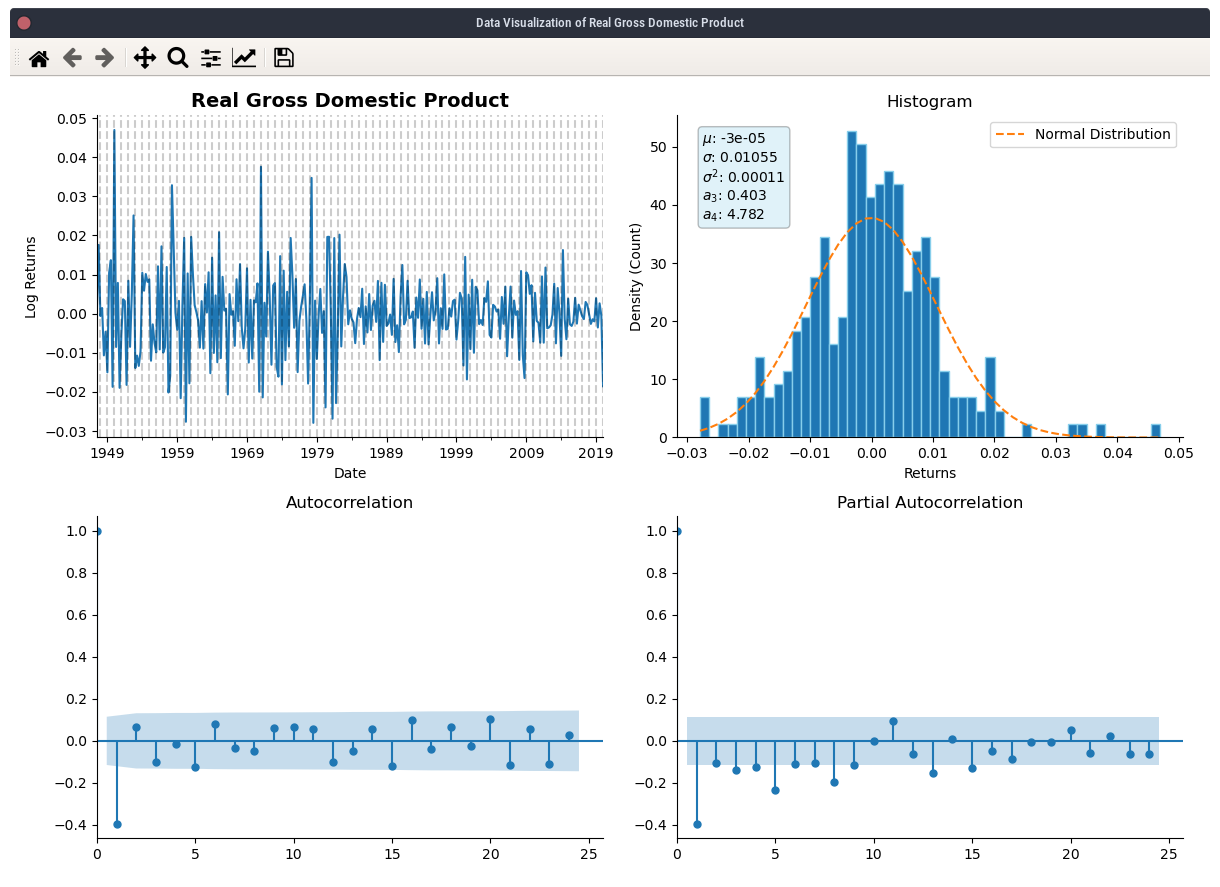 Data Visualization of Real Gross Domestic Product
Real Gross Domestic Product
0.05
0.04
0.03
0.02
0.01
0.00
−0.01
−0.02
−0.03
Log Returns
1949 1959 1969 1979 1989 1999 2009 2019
Date
Histogram
μ: -3e-05
σ: 0.01055
σ²: 0.00011
a₃: 0.403
a₄: 4.782
Normal Distribution
50
40
30
20
10
0
Density (Count)
−0.03 −0.02 −0.01 0.00 0.01 0.02 0.03 0.04 0.05
Returns
Autocorrelation
1.0
0.8
0.6
0.4
0.2
0.0
−0.2
−0.4
0 5 10 15 20 25
Partial Autocorrelation
1.0
0.8
0.6
0.4
0.2
0.0
−0.2
−0.4
0 5 10 15 20 25